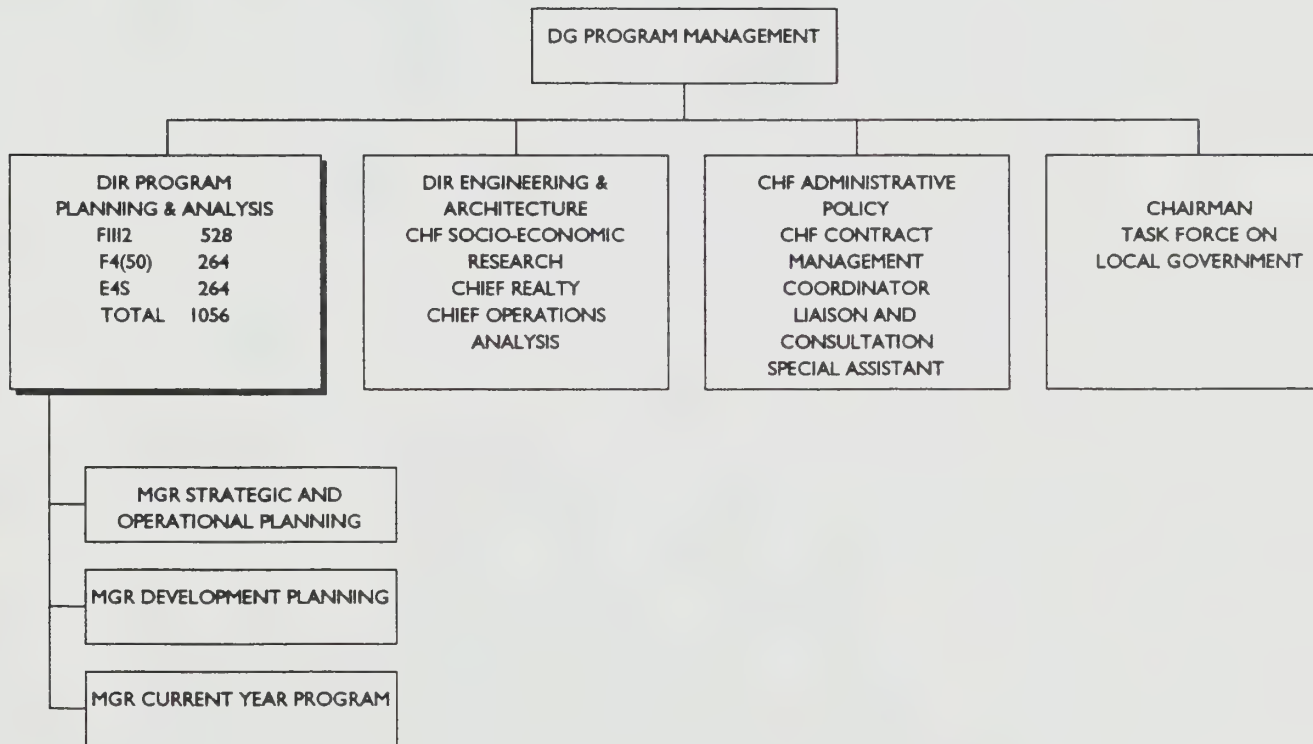 DG PROGRAM MANAGEMENT
DIR PROGRAM
PLANNING & ANALYSIS
FIII2 528
F4(50) 264
E4S 264
TOTAL 1056
DIR ENGINEERING &
ARCHITECTURE
CHF SOCIO-ECONOMIC
RESEARCH
CHIEF REALTY
CHIEF OPERATIONS
ANALYSIS
CHF ADMINISTRATIVE
POLICY
CHF CONTRACT
MANAGEMENT
COORDINATOR
LIAISON AND
CONSULTATION
SPECIAL ASSISTANT
CHAIRMAN
TASK FORCE ON
LOCAL GOVERNMENT
MGR STRATEGIC AND
OPERATIONAL PLANNING
MGR DEVELOPMENT PLANNING
MGR CURRENT YEAR PROGRAM